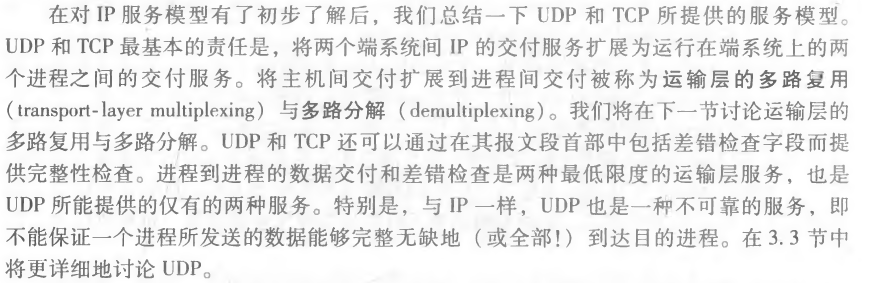 在对 IP 服务模型有了初步了解后，我们总结一下 UDP 和 TCP 所提供的服务模型。
UDP 和 TCP 最基本的责任是，将两个端系统间 IP 的交付服务扩展为运行在端系统上的两
个进程之间的交付服务。将主机间交付扩展到进程间交付被称为运输层的多路复用
（transport-layer multiplexing）与多路分解（demultiplexing）。我们将在下一节讨论运输层的
多路复用与多路分解。UDP 和 TCP 还可以通过在其报文段首部中包括差错检查字段而提
供完整性检查。进程到进程的数据交付和差错检查是两种最低限度的运输层服务，也是
UDP 所能提供的仅有的两种服务。特别是，与 IP 一样，UDP 也是一种不可靠的服务，即
不能保证一个进程所发送的数据能够完整无缺地（或全部!）到达目的进程。在 3.3 节中
将更详细地讨论 UDP。